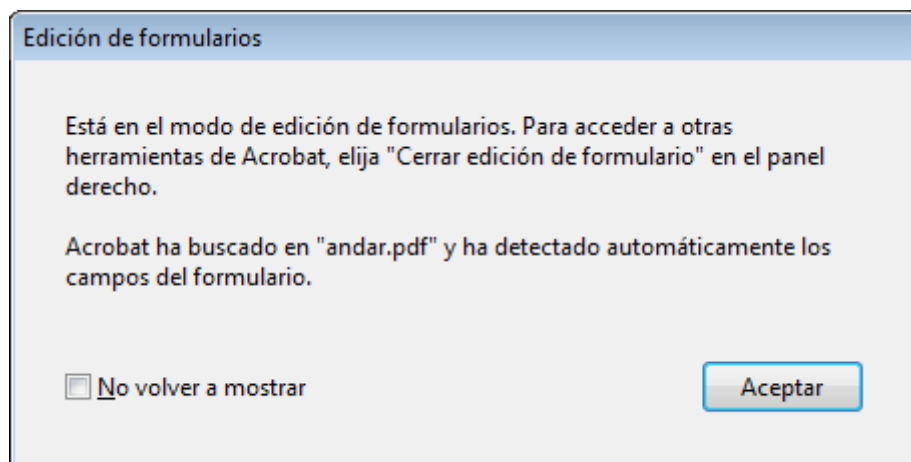 Edición de formularios
Está en el modo de edición de formularios. Para acceder a otras
herramientas de Acrobat, elija "Cerrar edición de formulario" en el panel
derecho.
Acrobat ha buscado en "andar.pdf" y ha detectado automáticamente los
campos del formulario.
No volver a mostrar
Aceptar